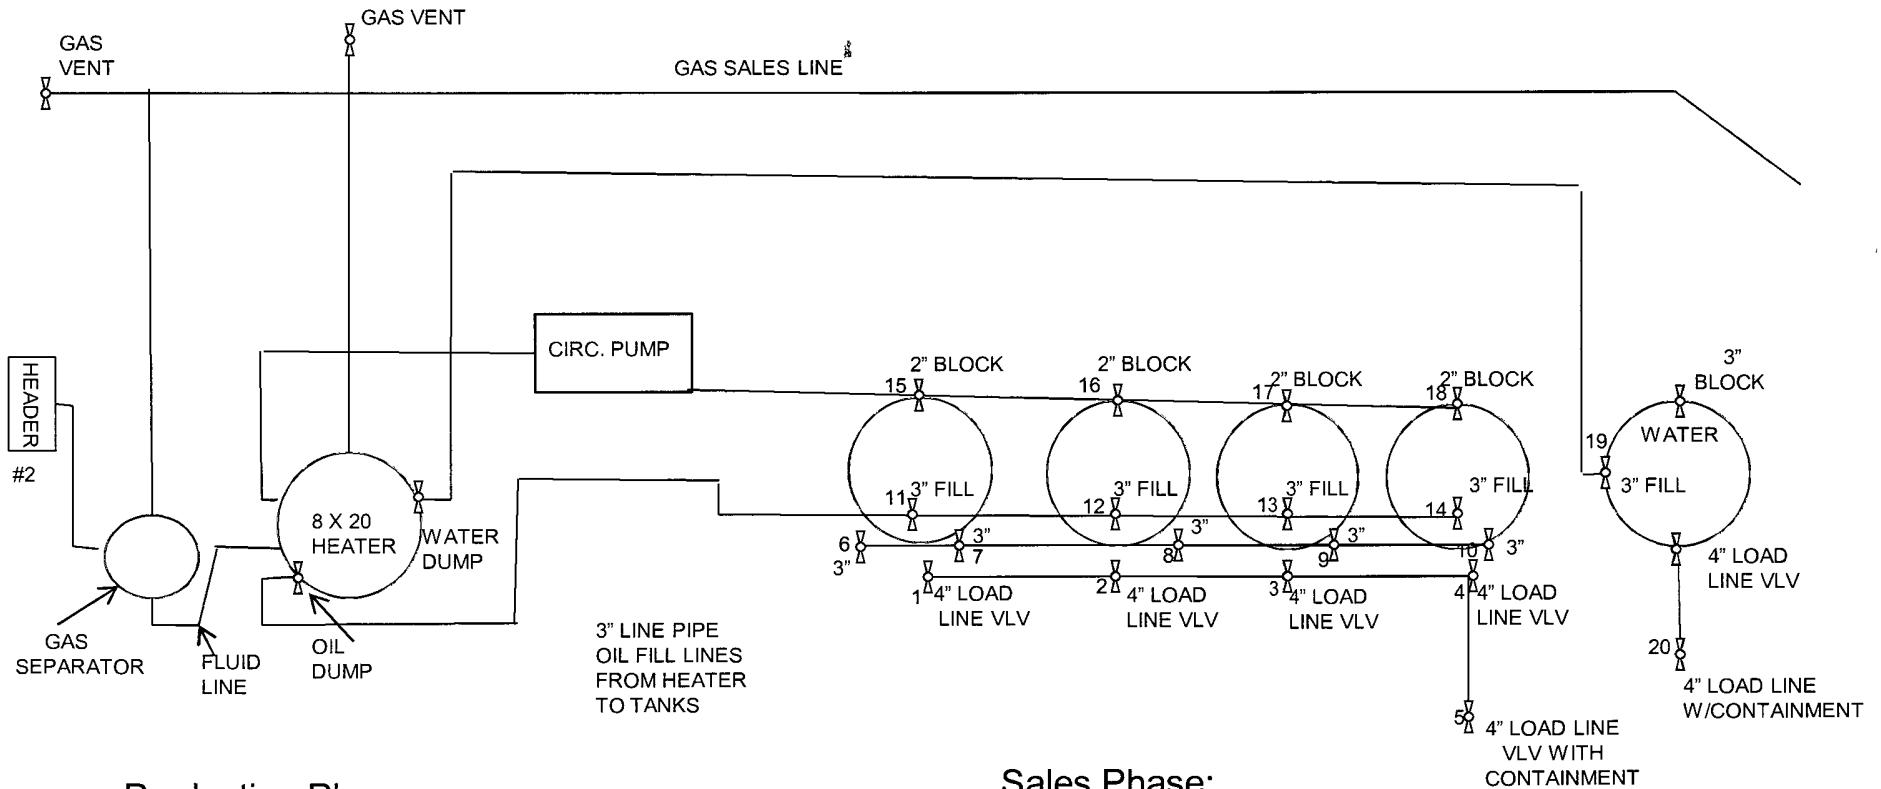 GAS VENT
GAS
VENT
GAS SALES LINE
CIRC. PUMP
HEADER
#2
8 X 20
HEATER
WATER
DUMP
GAS
SEPARATOR
FLUID
LINE
OIL
DUMP
3” LINE PIPE
OIL FILL LINES
FROM HEATER
TO TANKS
15
2” BLOCK
16
2” BLOCK
17
2” BLOCK
18
2” BLOCK
3”
BLOCK
WATER
19
3” FILL
11
3” FILL
12
3” FILL
13
3” FILL
14
3” FILL
6
3”
3”
7
3”
8
3”
9
10
3”
1
4” LOAD
LINE VLV
2
4” LOAD
LINE VLV
3
4” LOAD
LINE VLV
4
4” LOAD
LINE VLV
4” LOAD
LINE VLV
20
4” LOAD LINE
W/CONTAINMENT
5
4” LOAD LINE
VLV WITH
CONTAINMENT
Sales Phase: